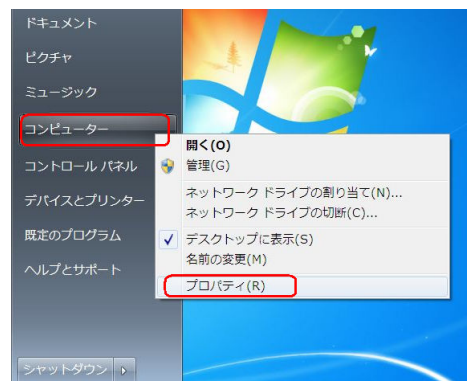 ドキュメント
ピクチャ
ミュージック
コンピューター
コントロール パネル
デバイスとプリンター
既定のプログラム
ヘルプとサポート
シャットダウン
開く(O)
管理(G)
ネットワーク ドライブの割り当て(N)...
ネットワーク ドライブの切断(C)...
デスクトップに表示(S)
名前の変更(M)
プロパティ(R)